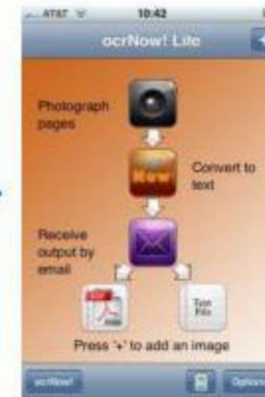 AT&T 10:42
ocrNow! Lite
Photograph
pages
Now!
Convert to
text
Receive
output by
email
Text
File
Press '+' to add an image
ocrNow!
Options